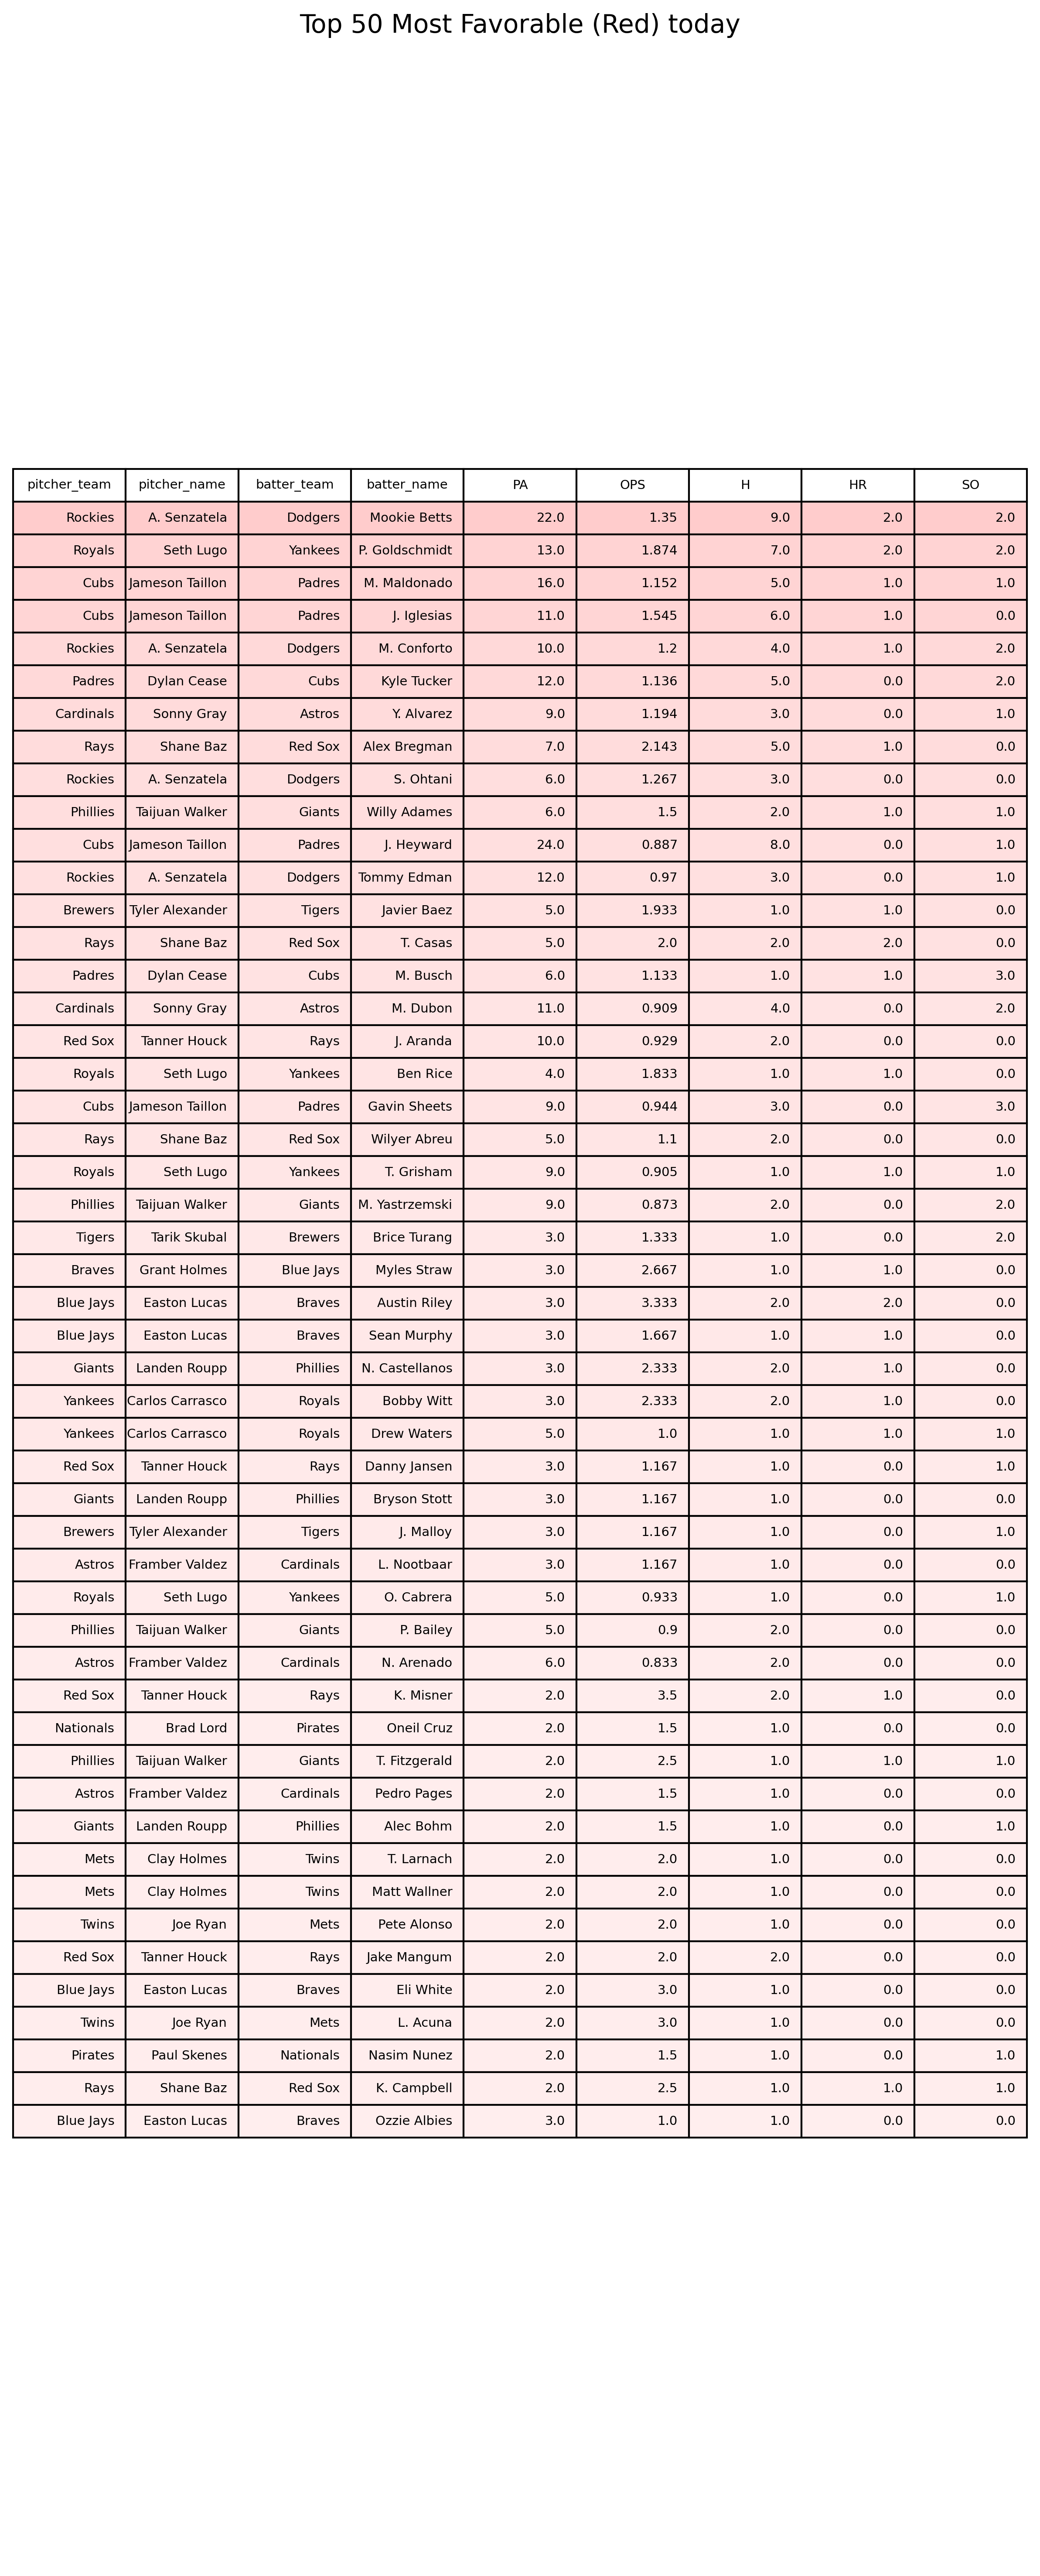 Top 50 Most Favorable (Red) today
pitcher_team pitcher_name batter_team batter_name PA OPS H HR SO
Rockies A. Senzatela Dodgers Mookie Betts 22.0 1.35 9.0 2.0 2.0
Royals Seth Lugo Yankees P. Goldschmidt 13.0 1.874 7.0 2.0 2.0
Cubs Jameson Taillon Padres M. Maldonado 16.0 1.152 5.0 1.0 1.0
Cubs Jameson Taillon Padres J. Iglesias 11.0 1.545 6.0 1.0 0.0
Rockies A. Senzatela Dodgers M. Conforto 10.0 1.2 4.0 1.0 2.0
Padres Dylan Cease Cubs Kyle Tucker 12.0 1.136 5.0 0.0 2.0
Cardinals Sonny Gray Astros Y. Alvarez 9.0 1.194 3.0 0.0 1.0
Rays Shane Baz Red Sox Alex Bregman 7.0 2.143 5.0 1.0 0.0
Rockies A. Senzatela Dodgers S. Ohtani 6.0 1.267 3.0 0.0 0.0
Phillies Taijuan Walker Giants Willy Adames 6.0 1.5 2.0 1.0 1.0
Cubs Jameson Taillon Padres J. Heyward 24.0 0.887 8.0 0.0 1.0
Rockies A. Senzatela Dodgers Tommy Edman 12.0 0.97 3.0 0.0 1.0
Brewers Tyler Alexander Tigers Javier Baez 5.0 1.933 1.0 1.0 0.0
Rays Shane Baz Red Sox T. Casas 5.0 2.0 2.0 2.0 0.0
Padres Dylan Cease Cubs M. Busch 6.0 1.133 1.0 1.0 3.0
Cardinals Sonny Gray Astros M. Dubon 11.0 0.909 4.0 0.0 2.0
Red Sox Tanner Houck Rays J. Aranda 10.0 0.929 2.0 0.0 0.0
Royals Seth Lugo Yankees Ben Rice 4.0 1.833 1.0 1.0 0.0
Cubs Jameson Taillon Padres Gavin Sheets 9.0 0.944 3.0 0.0 3.0
Rays Shane Baz Red Sox Wilyer Abreu 5.0 1.1 2.0 0.0 0.0
Royals Seth Lugo Yankees T. Grisham 9.0 0.905 1.0 1.0 1.0
Phillies Taijuan Walker Giants M. Yastrzemski 9.0 0.873 2.0 0.0 2.0
Tigers Tarik Skubal Brewers Brice Turang 3.0 1.333 1.0 0.0 2.0
Braves Grant Holmes Blue Jays Myles Straw 3.0 2.667 1.0 1.0 0.0
Blue Jays Easton Lucas Braves Austin Riley 3.0 3.333 2.0 2.0 0.0
Blue Jays Easton Lucas Braves Sean Murphy 3.0 1.667 1.0 1.0 0.0
Giants Landen Roupp Phillies N. Castellanos 3.0 2.333 2.0 1.0 0.0
Yankees Carlos Carrasco Royals Bobby Witt 3.0 2.333 2.0 1.0 0.0
Yankees Carlos Carrasco Royals Drew Waters 5.0 1.0 1.0 1.0 1.0
Red Sox Tanner Houck Rays Danny Jansen 3.0 1.167 1.0 0.0 1.0
Giants Landen Roupp Phillies Bryson Stott 3.0 1.167 1.0 0.0 0.0
Brewers Tyler Alexander Tigers J. Malloy 3.0 1.167 1.0 0.0 1.0
Astros Framber Valdez Cardinals L. Nootbaar 3.0 1.167 1.0 0.0 0.0
Royals Seth Lugo Yankees O. Cabrera 5.0 0.933 1.0 0.0 1.0
Phillies Taijuan Walker Giants P. Bailey 5.0 0.9 2.0 0.0 0.0
Astros Framber Valdez Cardinals N. Arenado 6.0 0.833 2.0 0.0 0.0
Red Sox Tanner Houck Rays K. Misner 2.0 3.5 2.0 1.0 0.0
Nationals Brad Lord Pirates Oneil Cruz 2.0 1.5 1.0 0.0 0.0
Phillies Taijuan Walker Giants T. Fitzgerald 2.0 2.5 1.0 1.0 1.0
Astros Framber Valdez Cardinals Pedro Pages 2.0 1.5 1.0 0.0 0.0
Giants Landen Roupp Phillies Alec Bohm 2.0 1.5 1.0 0.0 1.0
Mets Clay Holmes Twins T. Larnach 2.0 2.0 1.0 0.0 0.0
Mets Clay Holmes Twins Matt Wallner 2.0 2.0 1.0 0.0 0.0
Twins Joe Ryan Mets Pete Alonso 2.0 2.0 1.0 0.0 0.0
Red Sox Tanner Houck Rays Jake Mangum 2.0 2.0 2.0 0.0 0.0
Blue Jays Easton Lucas Braves Eli White 2.0 3.0 1.0 0.0 0.0
Twins Joe Ryan Mets L. Acuna 2.0 3.0 1.0 0.0 0.0
Pirates Paul Skenes Nationals Nasim Nunez 2.0 1.5 1.0 0.0 1.0
Rays Shane Baz Red Sox K. Campbell 2.0 2.5 1.0 1.0 1.0
Blue Jays Easton Lucas Braves Ozzie Albies 3.0 1.0 1.0 0.0 0.0